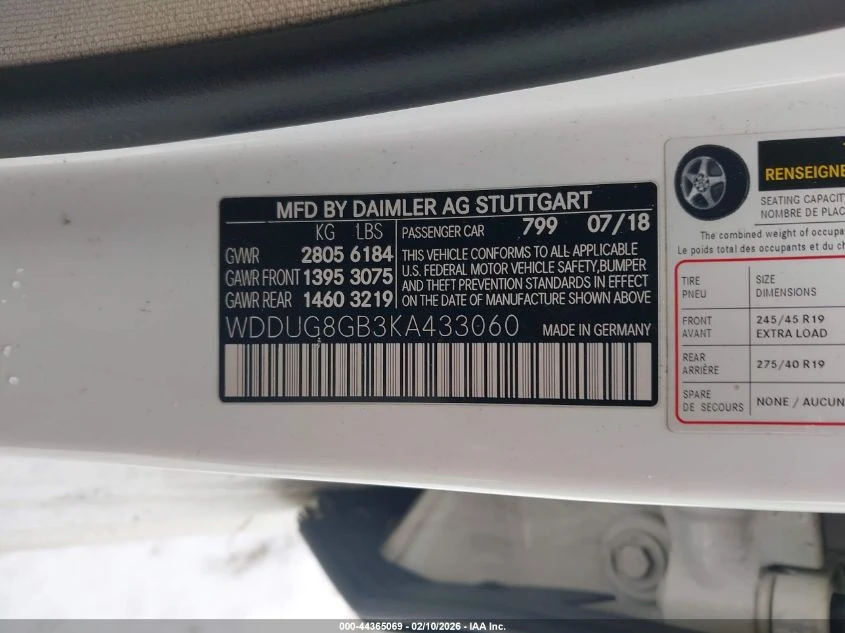 MFD BY DAIMLER AG STUTTGART
KG LBS
GVWR 2805 6184
GAWR FRONT 1395 3075
GAWR REAR 1460 3219
PASSENGER CAR 799 07/18
THIS VEHICLE CONFORMS TO ALL APPLICABLE
U.S. FEDERAL MOTOR VEHICLE SAFETY, BUMPER
AND THEFT PREVENTION STANDARDS IN EFFECT
ON THE DATE OF MANUFACTURE SHOWN ABOVE
WDDUG8GB3KA433060 MADE IN GERMANY
RENSEIGNE
SEATING CAPACITY
NOMBRE DE PLAC
The combined weight of occupa
Le poids total des occupants et du ch
TIRE SIZE
PNEU DIMENSIONS
FRONT 245/45 R19
AVANT EXTRA LOAD
REAR 275/40 R19
ARRIÈRE
SPARE NONE / AUCUN
DE SECOURS
000-44365069 - 02/10/2026 - IAA Inc.